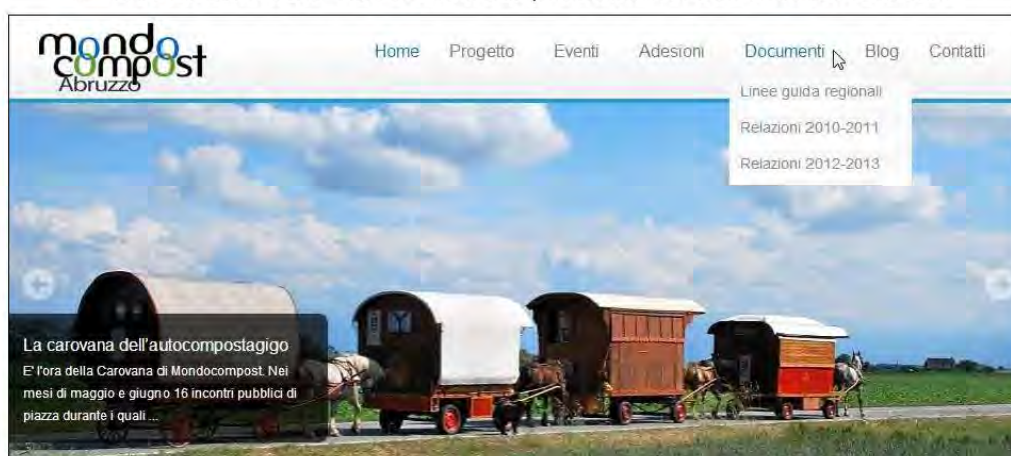 mondo
compost
Abruzzo
Home Progetto Eventi Adesioni Documenti Blog Contatti
Linee guida regionali
Relazioni 2010-2011
Relazioni 2012-2013
La carovana dell'autocompostagigo
E' l'ora della Carovana di Mondocompost. Nei
mesi di maggio e giugno 16 incontri pubblici di
piazza durante i quali ...